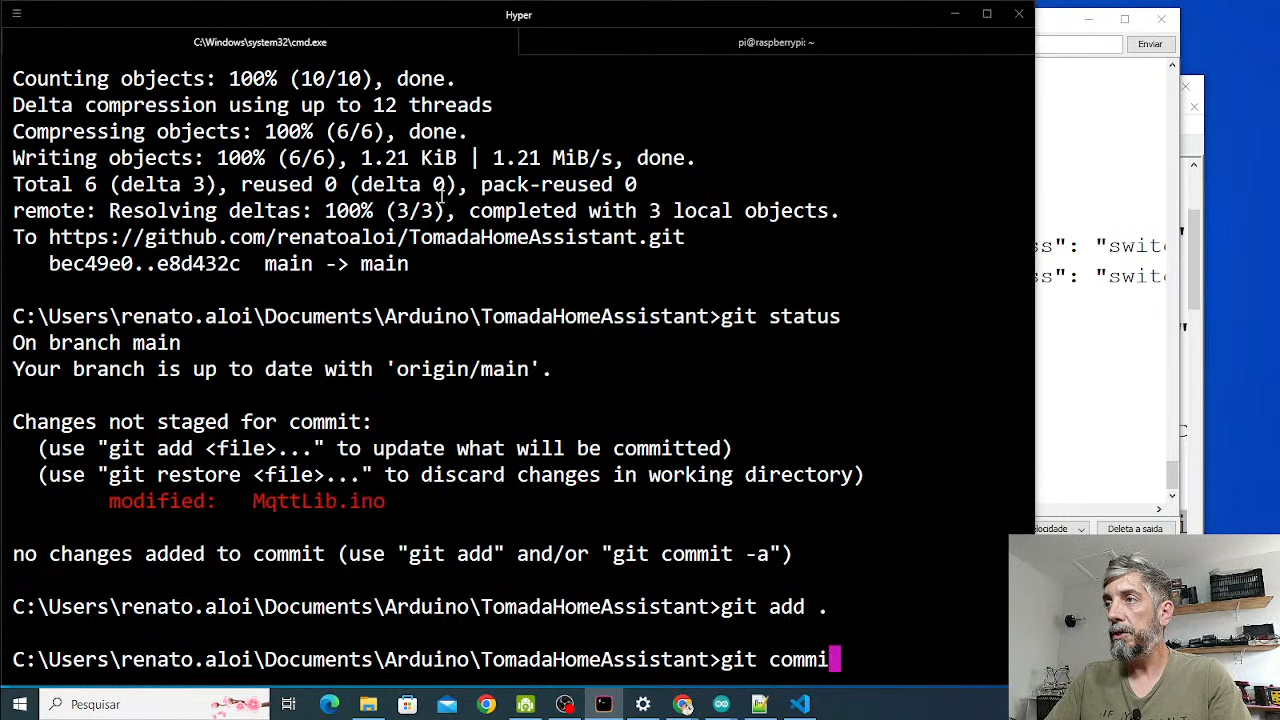 Hyper
C:\Windows\system32\cmd.exe
pi@raspberrypi: ~
Enviar
Counting objects: 100% (10/10), done.
Delta compression using up to 12 threads
Compressing objects: 100% (6/6), done.
Writing objects: 100% (6/6), 1.21 KiB | 1.21 MiB/s, done.
Total 6 (delta 3), reused 0 (delta 0), pack-reused 0
remote: Resolving deltas: 100% (3/3), completed with 3 local objects.
To https://github.com/renatoaloi/TomadaHomeAssistant.git
bec49e0..e8d432c  main -> main
ss": "swit
ss": "swit
C:\Users\renato.aloi\Documents\Arduino\TomadaHomeAssistant>git status
On branch main
Your branch is up to date with 'origin/main'.
Changes not staged for commit:
(use "git add <file>..." to update what will be committed)
(use "git restore <file>..." to discard changes in working directory)
modified:   MqttLib.ino
elocidade
Deleta a saida
no changes added to commit (use "git add" and/or "git commit -a")
C:\Users\renato.aloi\Documents\Arduino\TomadaHomeAssistant>git add .
C:\Users\renato.aloi\Documents\Arduino\TomadaHomeAssistant>git commi
Pesquisar